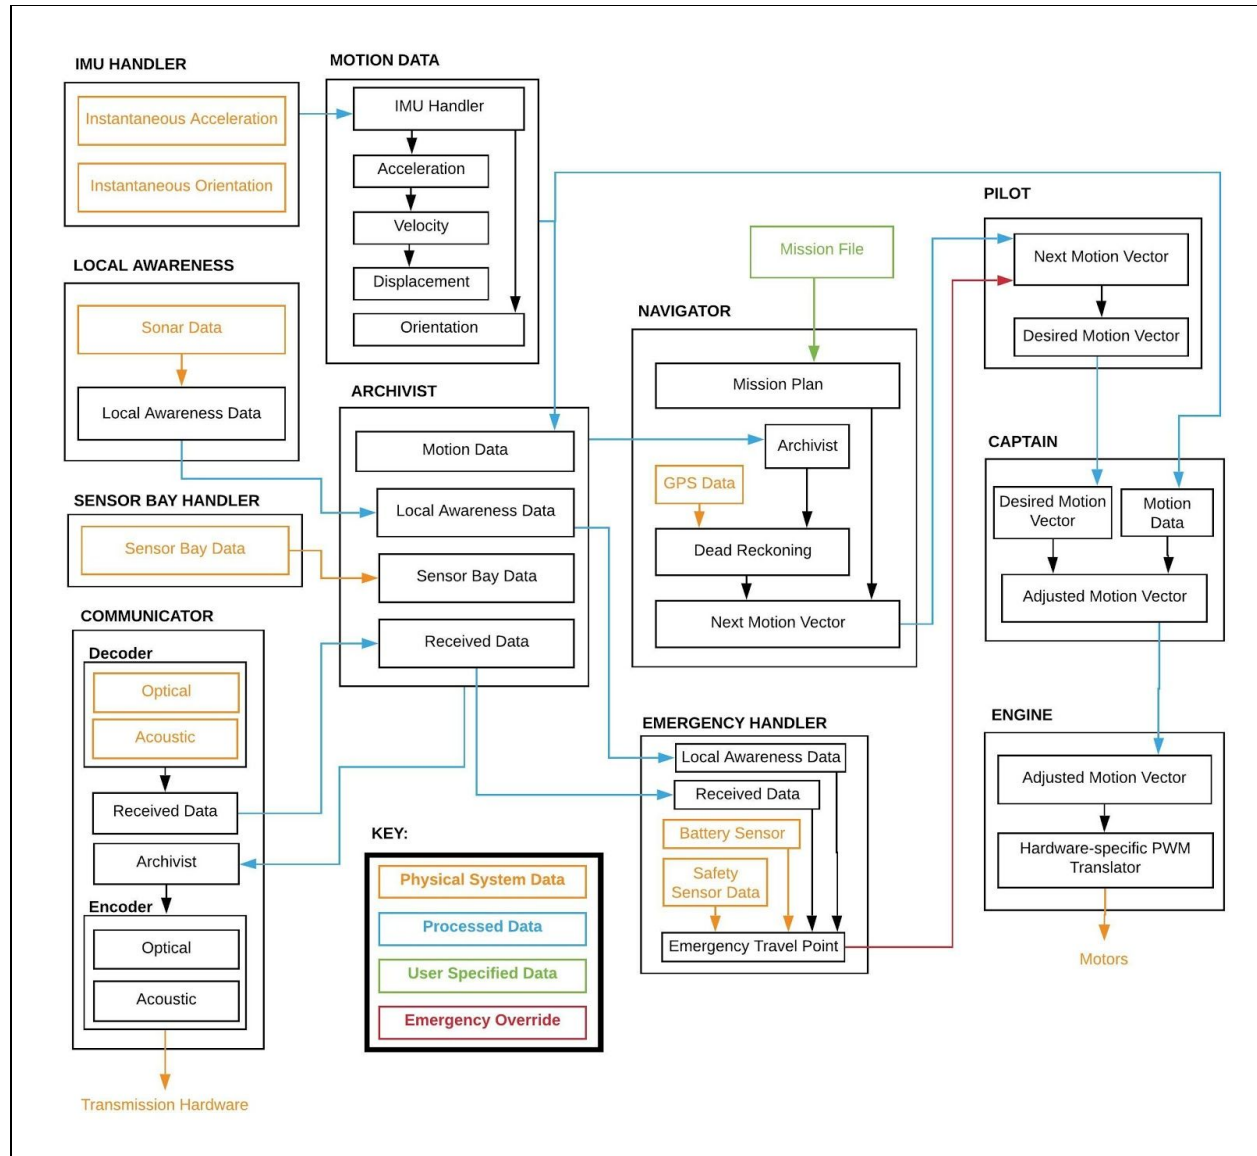 IMU HANDLER
Instantaneous Acceleration
Instantaneous Orientation
MOTION DATA
IMU Handler
Acceleration
Velocity
Displacement
Orientation
LOCAL AWARENESS
Sonar Data
Local Awareness Data
SENSOR BAY HANDLER
Sensor Bay Data
COMMUNICATOR
Decoder
Optical
Acoustic
Received Data
Archivist
Encoder
Optical
Acoustic
Transmission Hardware
ARCHIVIST
Motion Data
Local Awareness Data
Sensor Bay Data
Received Data
KEY:
Physical System Data
Processed Data
User Specified Data
Emergency Override
Mission File
NAVIGATOR
Mission Plan
Archivist
GPS Data
Dead Reckoning
Next Motion Vector
EMERGENCY HANDLER
Local Awareness Data
Received Data
Battery Sensor
Safety
Sensor Data
Emergency Travel Point
PILOT
Next Motion Vector
Desired Motion Vector
CAPTAIN
Desired Motion
Vector
Motion
Data
Adjusted Motion Vector
ENGINE
Adjusted Motion Vector
Hardware-specific PWM
Translator
Motors